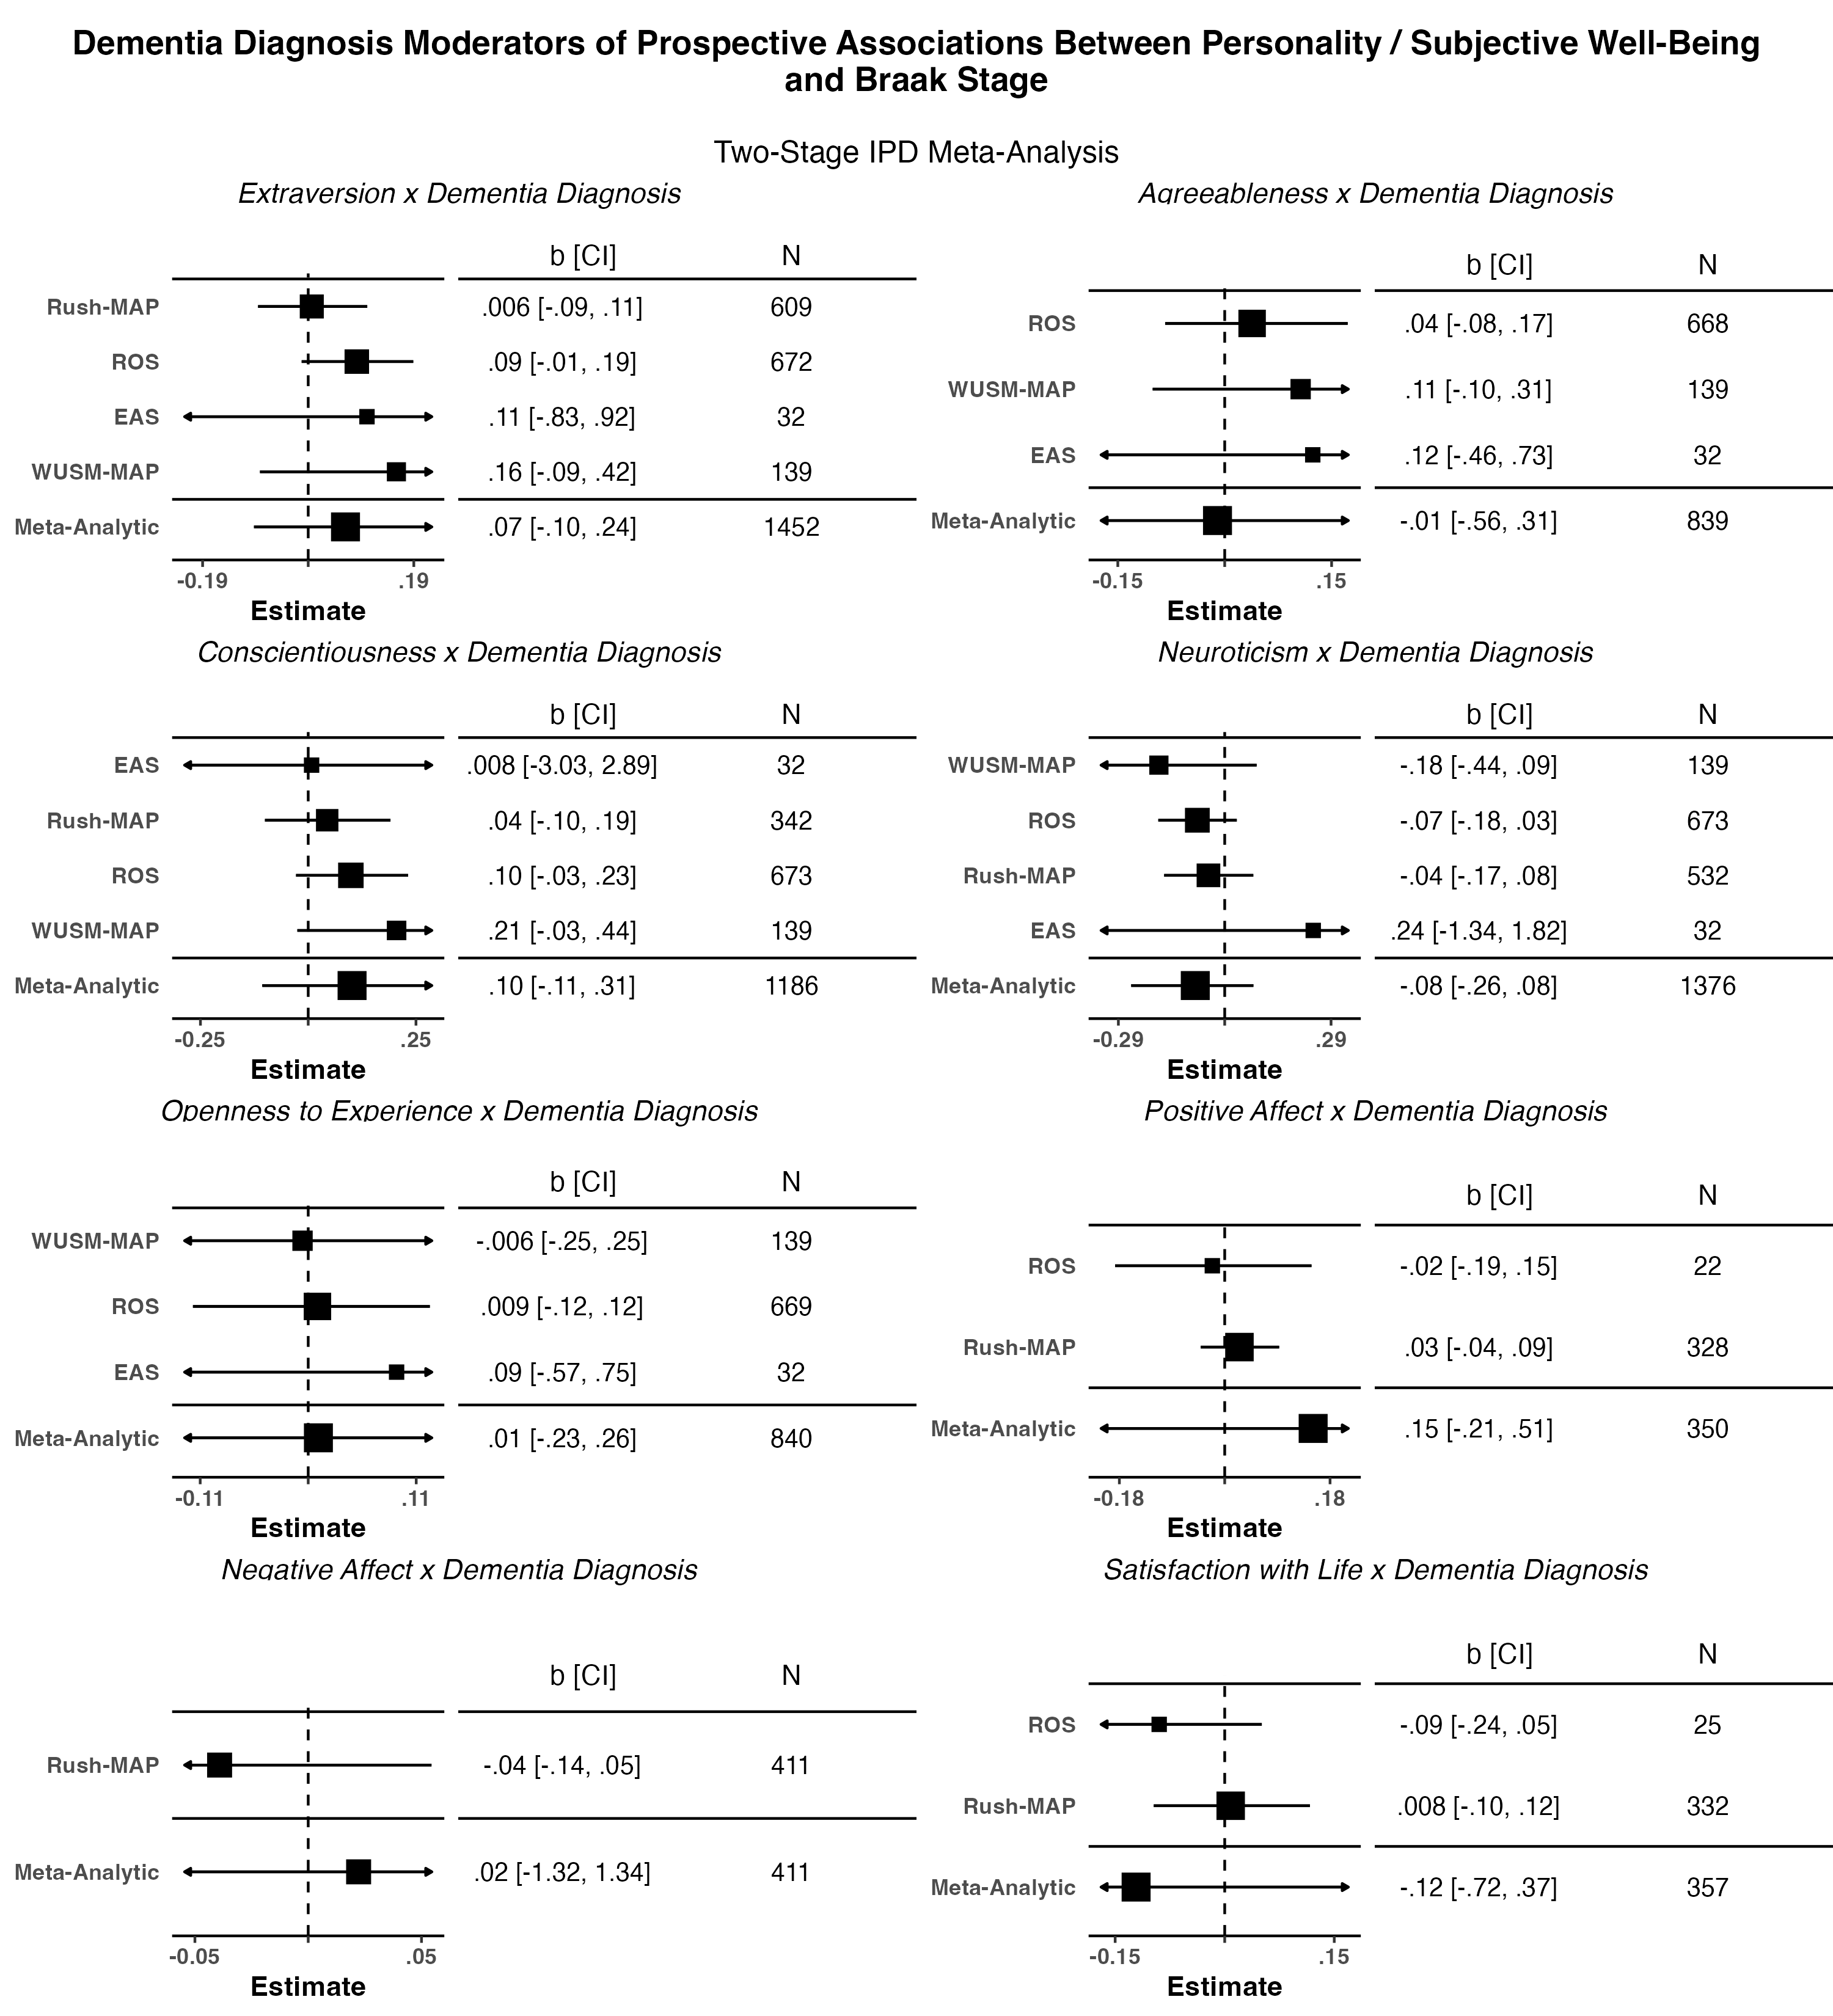 Dementia Diagnosis Moderators of Prospective Associations Between Personality / Subjective Well-Being
and Braak Stage
Two-Stage IPD Meta-Analysis
Extraversion x Dementia Diagnosis
b [CI] N
Rush-MAP .006 [-.09, .11] 609
ROS .09 [-.01, .19] 672
EAS .11 [-.83, .92] 32
WUSM-MAP .16 [-.09, .42] 139
Meta-Analytic .07 [-.10, .24] 1452
-0.19 .19
Estimate
Agreeableness x Dementia Diagnosis
b [CI] N
ROS .04 [-.08, .17] 668
WUSM-MAP .11 [-.10, .31] 139
EAS .12 [-.46, .73] 32
Meta-Analytic -.01 [-.56, .31] 839
-0.15 .15
Estimate
Conscientiousness x Dementia Diagnosis
b [CI] N
EAS .008 [-3.03, 2.89] 32
Rush-MAP .04 [-.10, .19] 342
ROS .10 [-.03, .23] 673
WUSM-MAP .21 [-.03, .44] 139
Meta-Analytic .10 [-.11, .31] 1186
-0.25 .25
Estimate
Neuroticism x Dementia Diagnosis
b [CI] N
WUSM-MAP -.18 [-.44, .09] 139
ROS -.07 [-.18, .03] 673
Rush-MAP -.04 [-.17, .08] 532
EAS .24 [-1.34, 1.82] 32
Meta-Analytic -.08 [-.26, .08] 1376
-0.29 .29
Estimate
Openness to Experience x Dementia Diagnosis
b [CI] N
WUSM-MAP -.006 [-.25, .25] 139
ROS .009 [-.12, .12] 669
EAS .09 [-.57, .75] 32
Meta-Analytic .01 [-.23, .26] 840
-0.11 .11
Estimate
Positive Affect x Dementia Diagnosis
b [CI] N
ROS -.02 [-.19, .15] 22
Rush-MAP .03 [-.04, .09] 328
Meta-Analytic .15 [-.21, .51] 350
-0.18 .18
Estimate
Negative Affect x Dementia Diagnosis
b [CI] N
Rush-MAP -.04 [-.14, .05] 411
Meta-Analytic .02 [-1.32, 1.34] 411
-0.05 .05
Estimate
Satisfaction with Life x Dementia Diagnosis
b [CI] N
ROS -.09 [-.24, .05] 25
Rush-MAP .008 [-.10, .12] 332
Meta-Analytic -.12 [-.72, .37] 357
-0.15 .15
Estimate